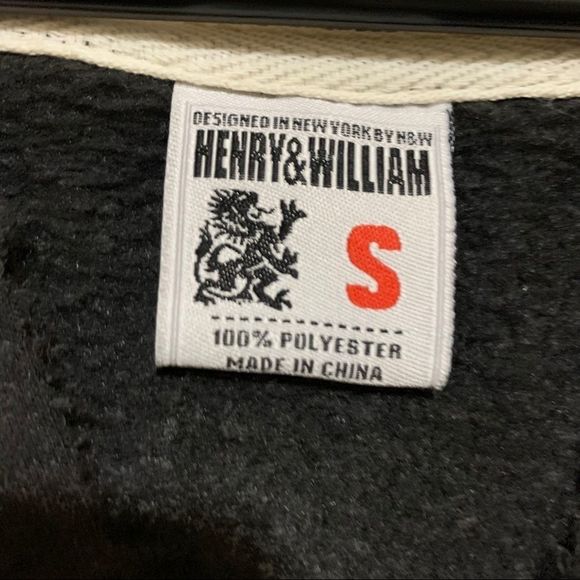 DESIGNED IN NEW YORK BY H&W
HENRY&WILLIAM
S
100% POLYESTER
MADE IN CHINA